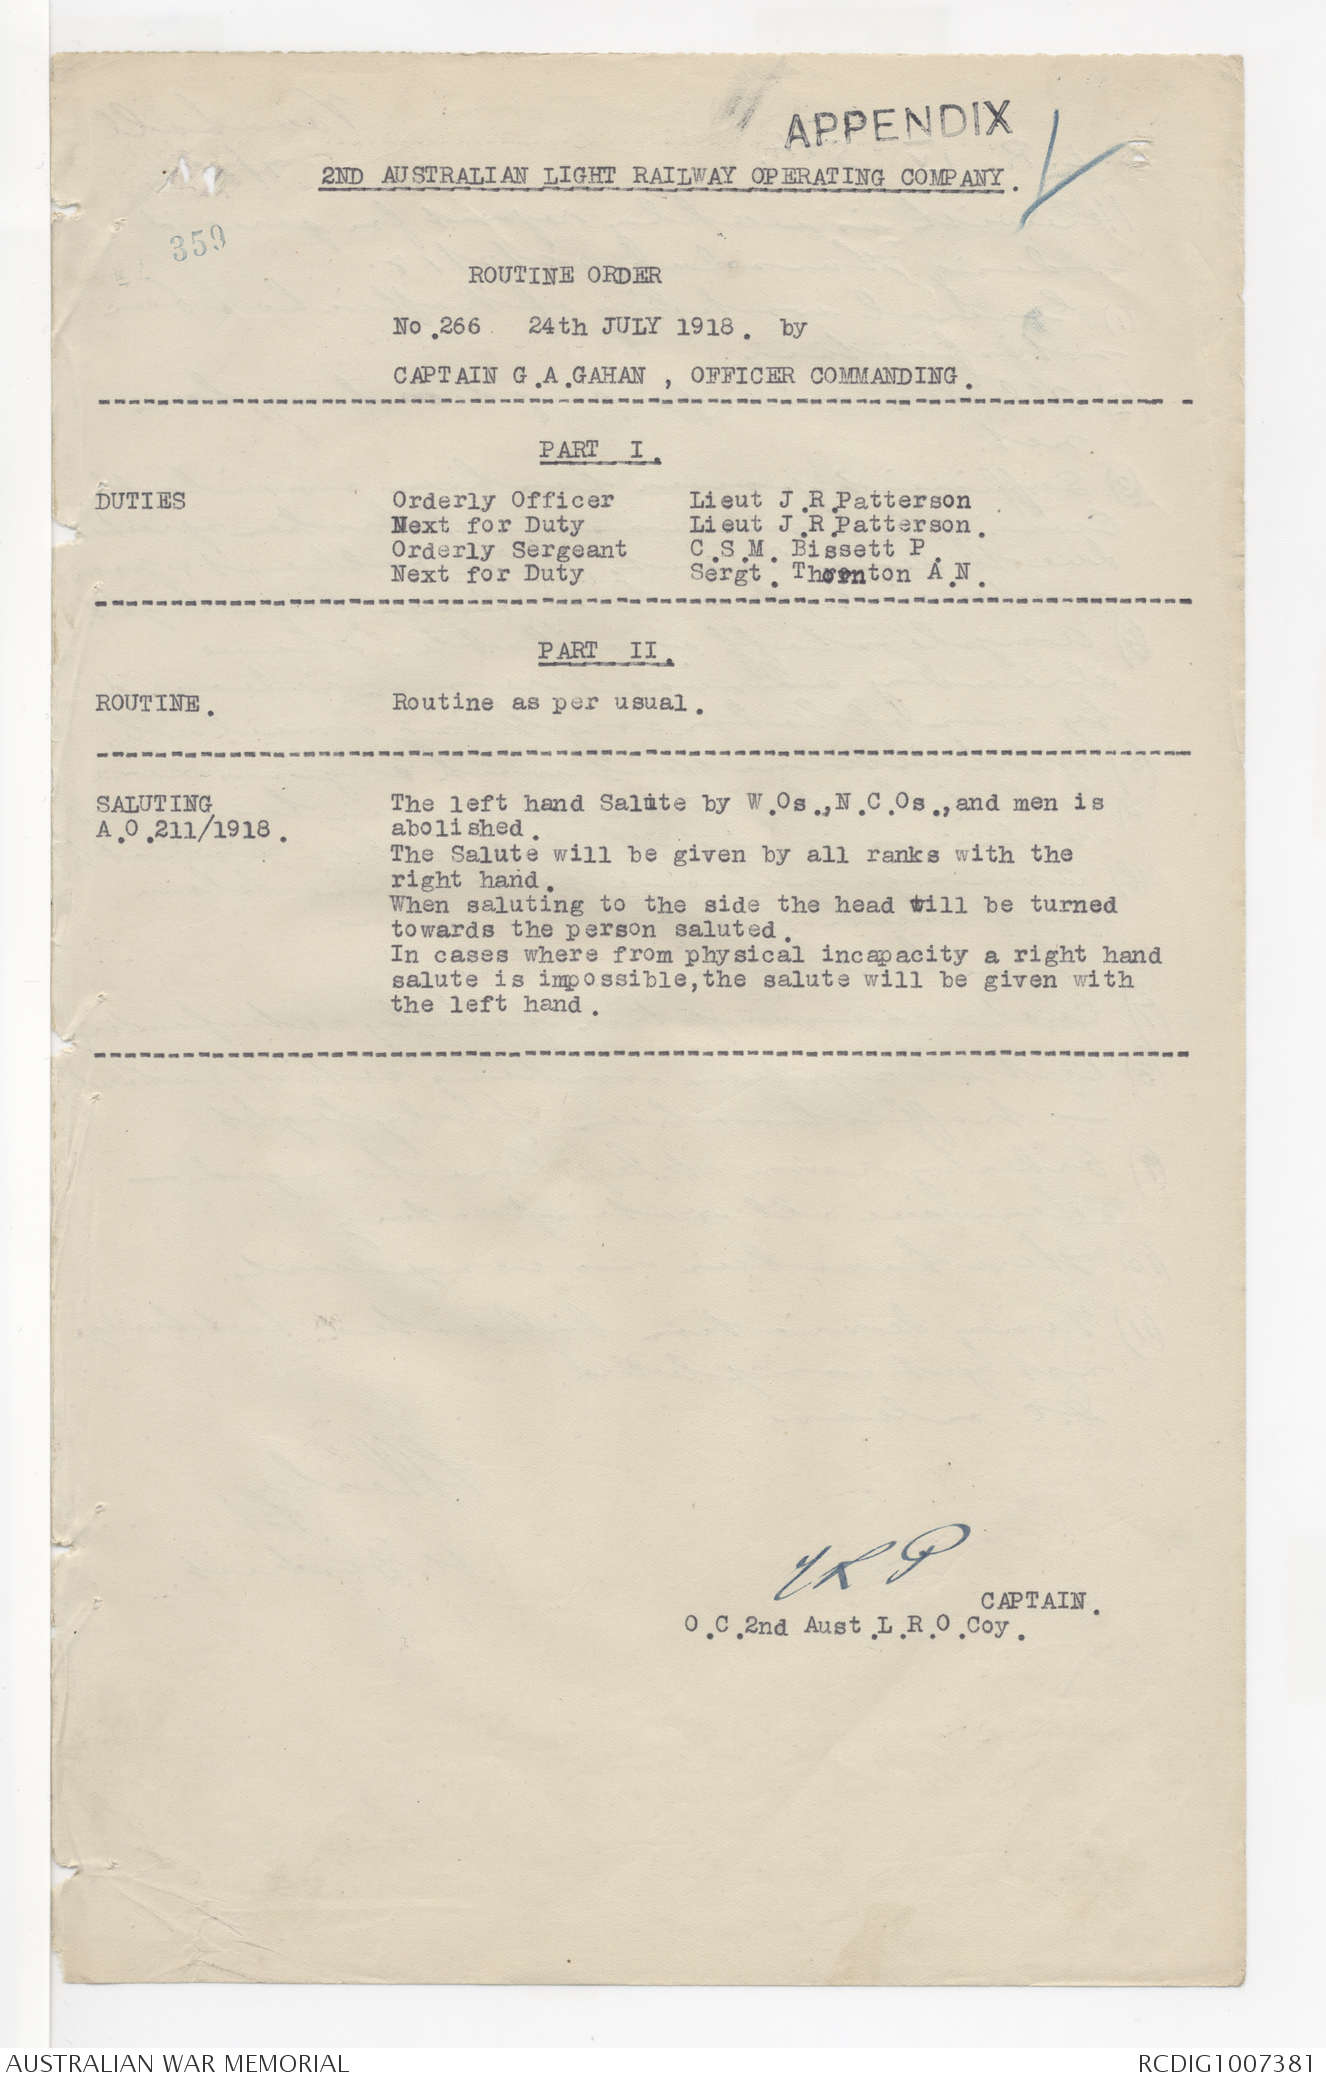 APPENDIX
2ND AUSTRALIAN LIGHT RAILWAY OPERATING COMPANY.
359
ROUTINE ORDER
No.266 24th JULY 1918. by
CAPTAIN G.A.GAHAN, OFFICER COMMANDING.
PART I.
DUTIES Orderly Officer Lieut J.R.Patterson
Next for Duty Lieut J.R.Patterson.
Orderly Sergeant C.S.M. Bissett P.
Next for Duty Sergt. Thornton A.N.
PART II.
ROUTINE. Routine as per usual.
SALUTING The left hand Salute by W.Os.,N.C.Os.,and men is
A.O.211/1918. abolished.
The Salute will be given by all ranks with the
right hand.
When saluting to the side the head will be turned
towards the person saluted.
In cases where from physical incapacity a right hand
salute is impossible,the salute will be given with
the left hand.
CAPTAIN.
O.C.2nd Aust.L.R.O.Coy.
AUSTRALIAN WAR MEMORIAL
RCDIG1007381